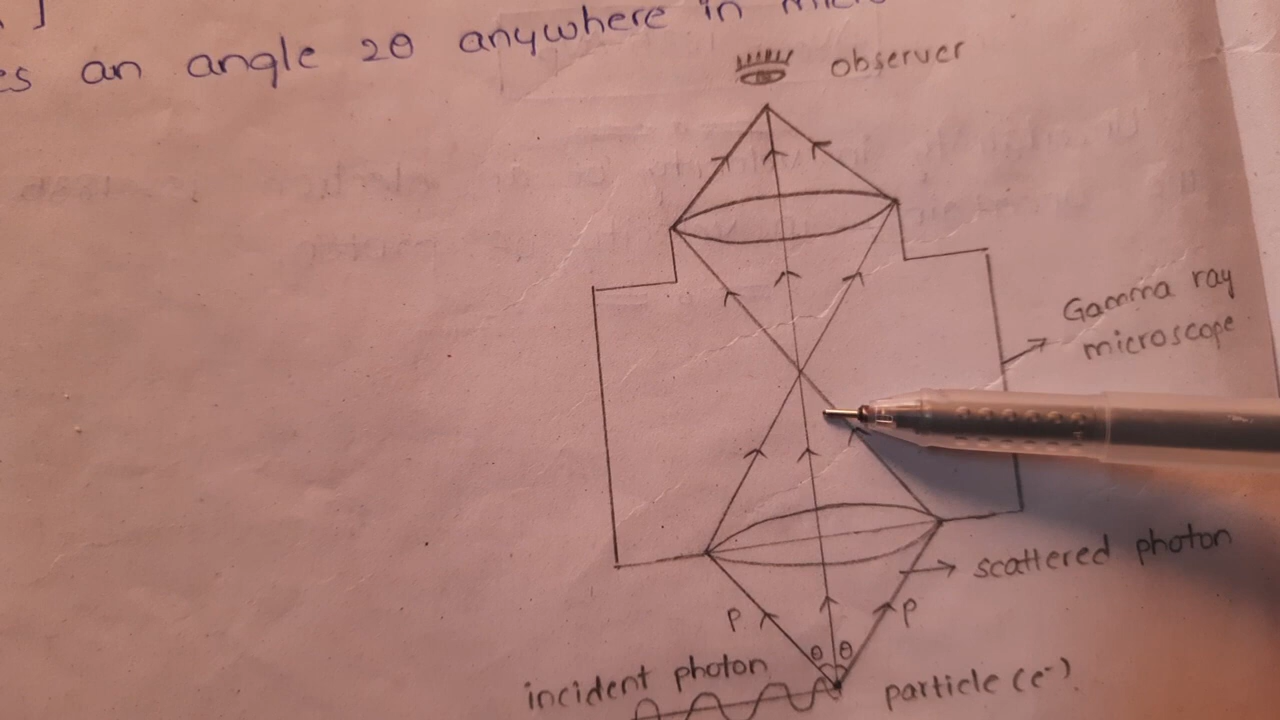 es an angle 2θ anywhere in
observer
Gamma ray
microscope
scattered photon
P
P
θ θ
incident photon
particle (e⁻).